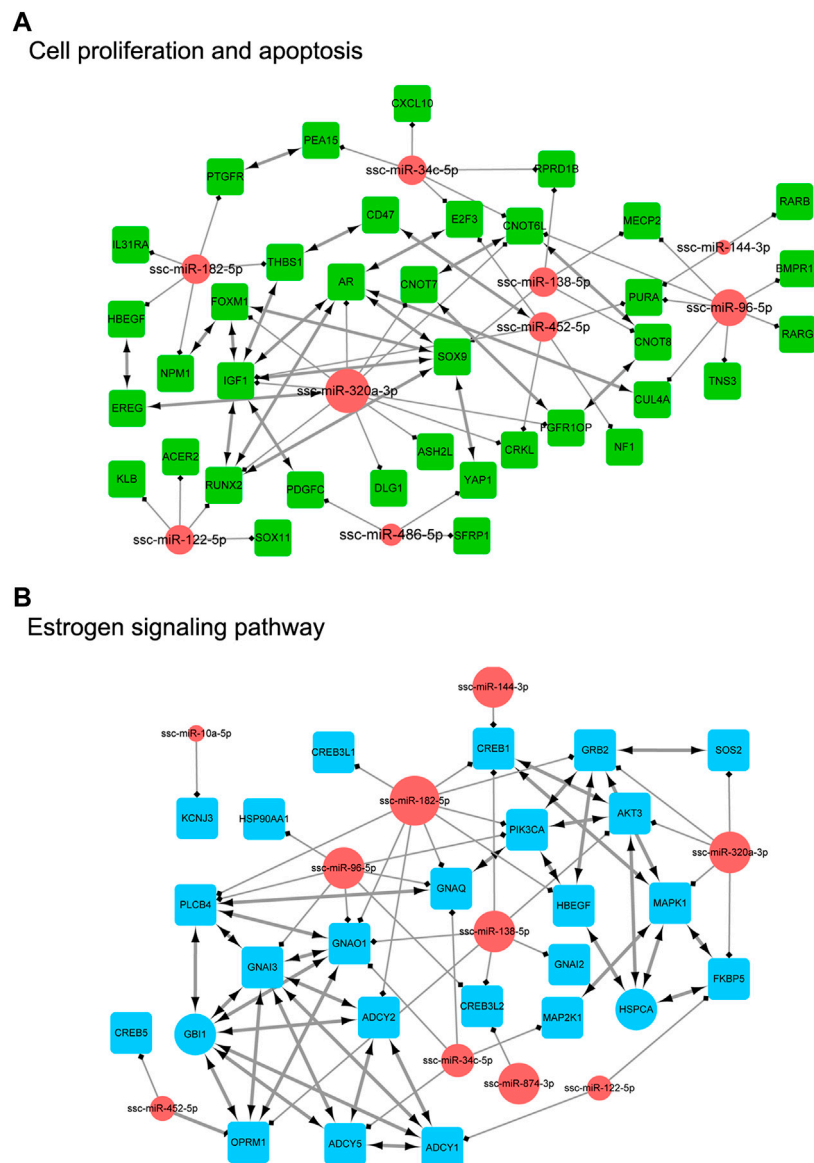 A
Cell proliferation and apoptosis
CXCL10
PEA15
ssc-miR-34c-5p
RPRD1B
PTGFR
CD47
E2F3
CNOT6L
MECP2
RARB
IL31RA
ssc-miR-144-3p
ssc-miR-182-5p
THBS1
AR
CNOT7
ssc-miR-138-5p
BMPR1
FOXM1
PURA
ssc-miR-96-5p
HBEGF
ssc-miR-452-5p
RARG
CNOT8
SOX9
NPM1
IGF1
TNS3
ssc-miR-320a-3p
CUL4A
EREG
FGFR1OP
NF1
ASH2L
CRKL
ACER2
KLB
RUNX2
PDGFC
DLG1
YAP1
ssc-miR-122-5p
SOX11
ssc-miR-486-5p
SFRP1
B
Estrogen signaling pathway
ssc-miR-144-3p
ssc-miR-10a-5p
CREB3L1
CREB1
GRB2
SOS2
ssc-miR-182-5p
KCNJ3
HSP90AA1
AKT3
PIK3CA
ssc-miR-320a-3p
ssc-miR-96-5p
GNAQ
PLCB4
HBEGF
MAPK1
ssc-miR-138-5p
GNAO1
GNAI3
GNAI2
FKBP5
CREB3L2
MAP2K1
HSPCA
ADCY2
CREB5
GBI1
ssc-miR-34c-5p
ssc-miR-874-3p
ssc-miR-122-5p
ssc-miR-452-5p
OPRM1
ADCY5
ADCY1